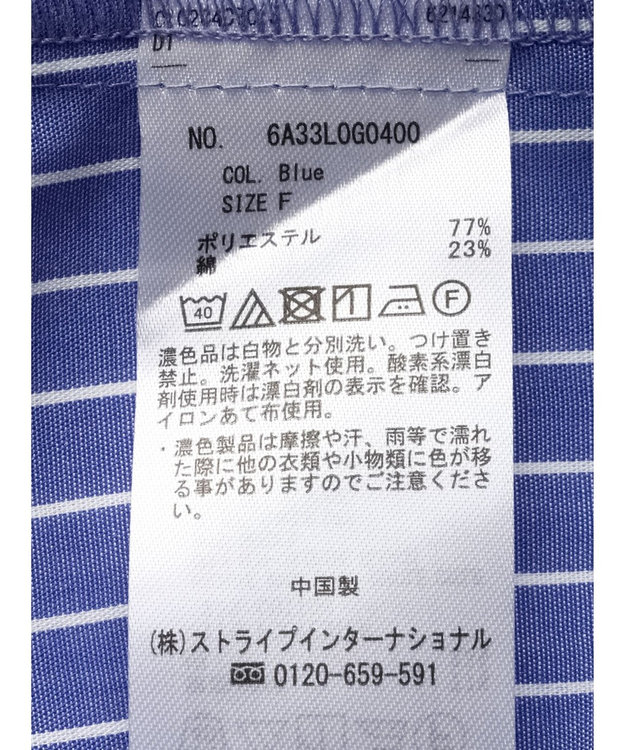 D1
NO. 6A33L0G0400
COL. Blue
SIZE F
ポリエステル 77%
綿 23%
40 F
濃色品は白物と分別洗い。つけ置き
禁止。洗濯ネット使用。酸素系漂白
剤使用時は漂白剤の表示を確認。ア
イロンあて布使用。
・濃色製品は摩擦や汗、雨等で濡れ
た際に他の衣類や小物類に色が移
る事がありますのでご注意くださ
い。
中国製
(株)ストライプインターナショナル
0120-659-591